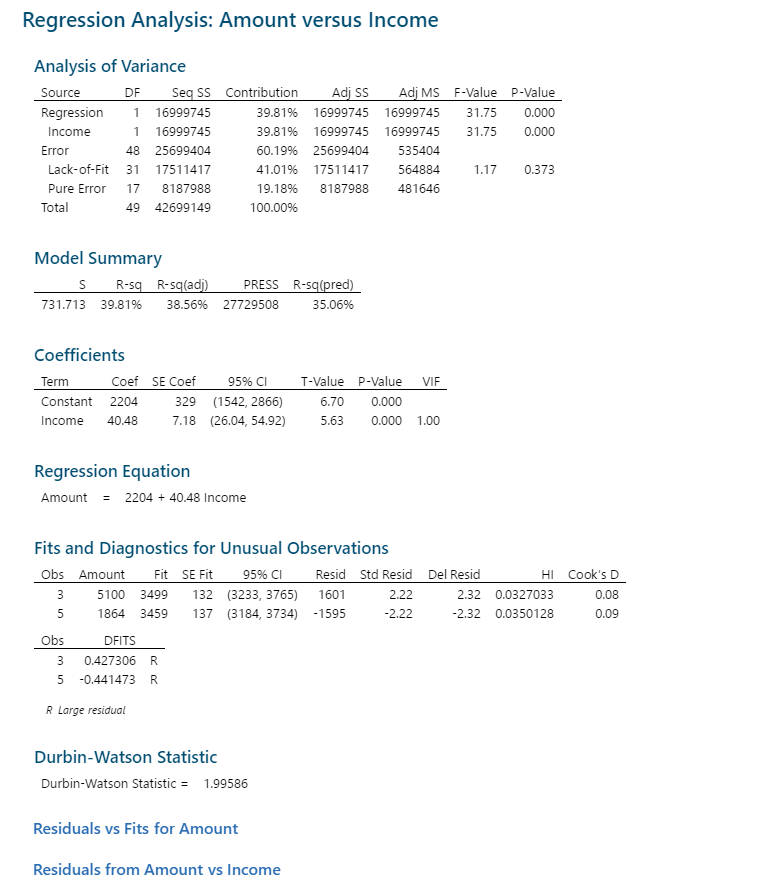 Regression Analysis: Amount versus Income
Analysis of Variance
Source DF Seq SS Contribution Adj SS Adj MS F-Value P-Value
Regression 1 16999745 39.81% 16999745 16999745 31.75 0.000
Income 1 16999745 39.81% 16999745 16999745 31.75 0.000
Error 48 25699404 60.19% 25699404 535404
Lack-of-Fit 31 17511417 41.01% 17511417 564884 1.17 0.373
Pure Error 17 8187988 19.18% 8187988 481646
Total 49 42699149 100.00%
Model Summary
S R-sq R-sq(adj) PRESS R-sq(pred)
731.713 39.81% 38.56% 27729508 35.06%
Coefficients
Term Coef SE Coef 95% CI T-Value P-Value VIF
Constant 2204 329 (1542, 2866) 6.70 0.000
Income 40.48 7.18 (26.04, 54.92) 5.63 0.000 1.00
Regression Equation
Amount = 2204 + 40.48 Income
Fits and Diagnostics for Unusual Observations
Obs Amount Fit SE Fit 95% CI Resid Std Resid Del Resid HI Cook's D
3 5100 3499 132 (3233, 3765) 1601 2.22 2.32 0.0327033 0.08
5 1864 3459 137 (3184, 3734) -1595 -2.22 -2.32 0.0350128 0.09
Obs DFITS
3 0.427306 R
5 -0.441473 R
R Large residual
Durbin-Watson Statistic
Durbin-Watson Statistic = 1.99586
Residuals vs Fits for Amount
Residuals from Amount vs Income